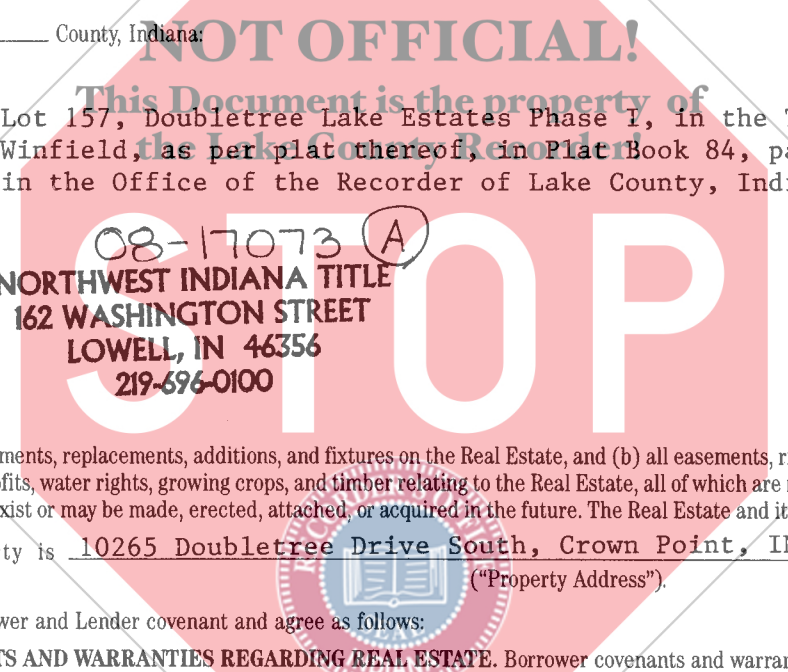 County, Indiana:
NOT OFFICIAL!
This Document is the property of
the Lake County Recorder!
Lot 157, Doubletree Lake Estates Phase I, in the
Winfield, as per plat thereof, in Plat Book 84, pa
in the Office of the Recorder of Lake County, Indi
STOP
08-17073 A
NORTHWEST INDIANA TITLE
162 WASHINGTON STREET
LOWELL, IN 46356
219-696-0100
ments, replacements, additions, and fixtures on the Real Estate, and (b) all easements, r
fits, water rights, growing crops, and timber relating to the Real Estate, all of which are
xist or may be made, erected, attached, or acquired in the future. The Real Estate and it
ty is 10265 Doubletree Drive South, Crown Point, IN
("Property Address").
RECORDER'S OFFICE
SEAL
wer and Lender covenant and agree as follows:
TS AND WARRANTIES REGARDING REAL ESTATE. Borrower covenants and warran